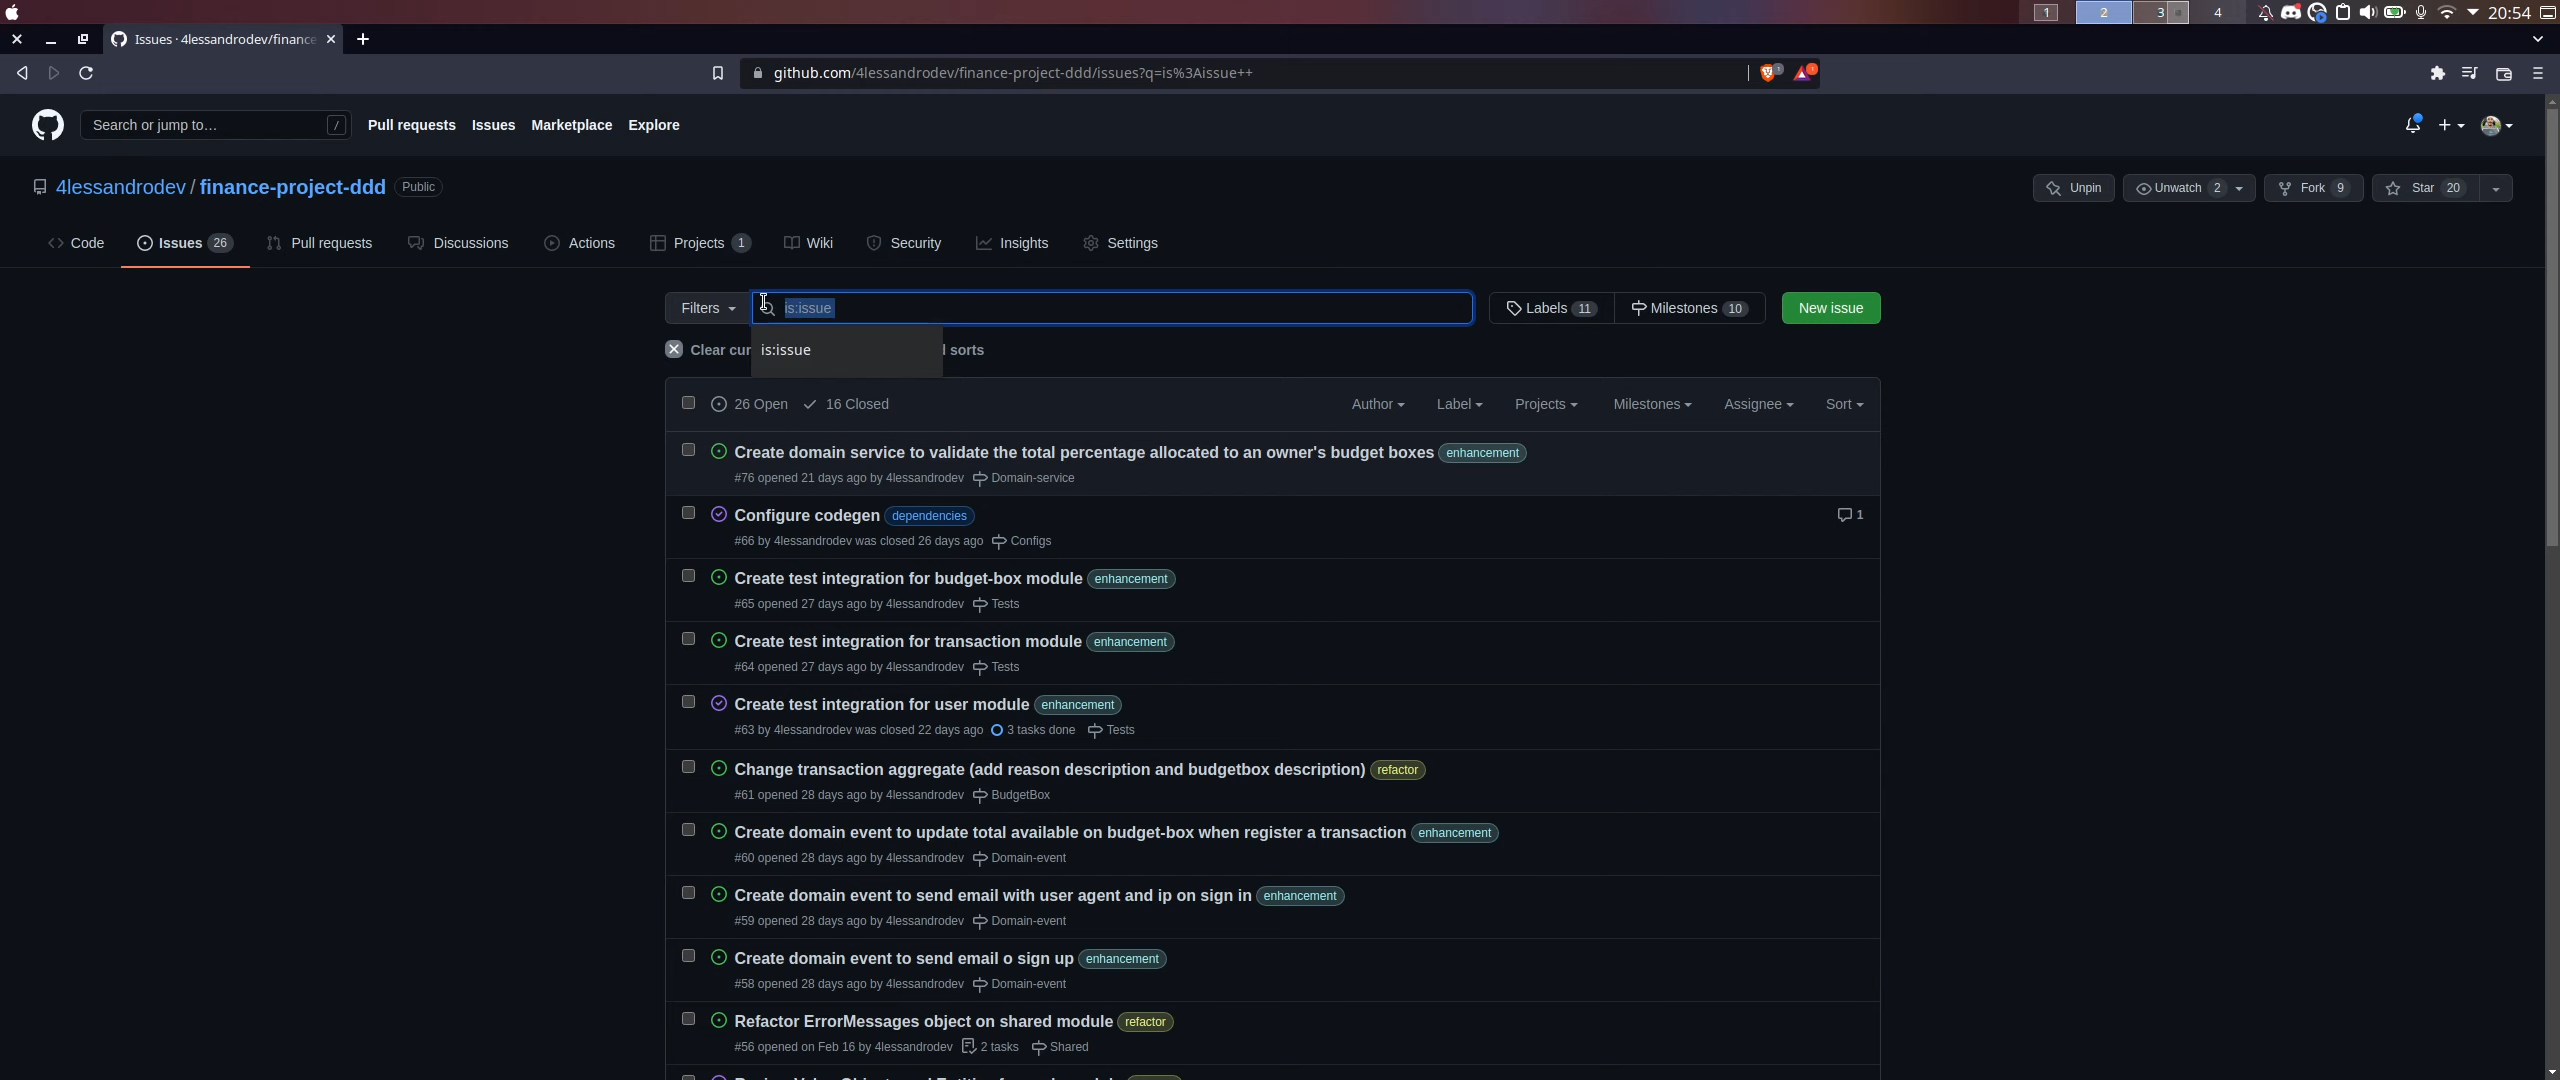 1 2 3 4 20:54
Issues · 4lessandrodev/finance
github.com/4lessandrodev/finance-project-ddd/issues?q=is%3Aissue++
Search or jump to… / Pull requests Issues Marketplace Explore
4lessandrodev / finance-project-ddd Public Unpin Unwatch 2 Fork 9 Star 20
Code Issues 26 Pull requests Discussions Actions Projects 1 Wiki Security Insights Settings
Filters is:issue Labels 11 Milestones 10 New issue
Clear cur is:issue sorts
26 Open 16 Closed Author Label Projects Milestones Assignee Sort
Create domain service to validate the total percentage allocated to an owner's budget boxes enhancement
#76 opened 21 days ago by 4lessandrodev Domain-service
Configure codegen dependencies 1
#66 by 4lessandrodev was closed 26 days ago Configs
Create test integration for budget-box module enhancement
#65 opened 27 days ago by 4lessandrodev Tests
Create test integration for transaction module enhancement
#64 opened 27 days ago by 4lessandrodev Tests
Create test integration for user module enhancement
#63 by 4lessandrodev was closed 22 days ago 3 tasks done Tests
Change transaction aggregate (add reason description and budgetbox description) refactor
#61 opened 28 days ago by 4lessandrodev BudgetBox
Create domain event to update total available on budget-box when register a transaction enhancement
#60 opened 28 days ago by 4lessandrodev Domain-event
Create domain event to send email with user agent and ip on sign in enhancement
#59 opened 28 days ago by 4lessandrodev Domain-event
Create domain event to send email o sign up enhancement
#58 opened 28 days ago by 4lessandrodev Domain-event
Refactor ErrorMessages object on shared module refactor
#56 opened on Feb 16 by 4lessandrodev 2 tasks Shared